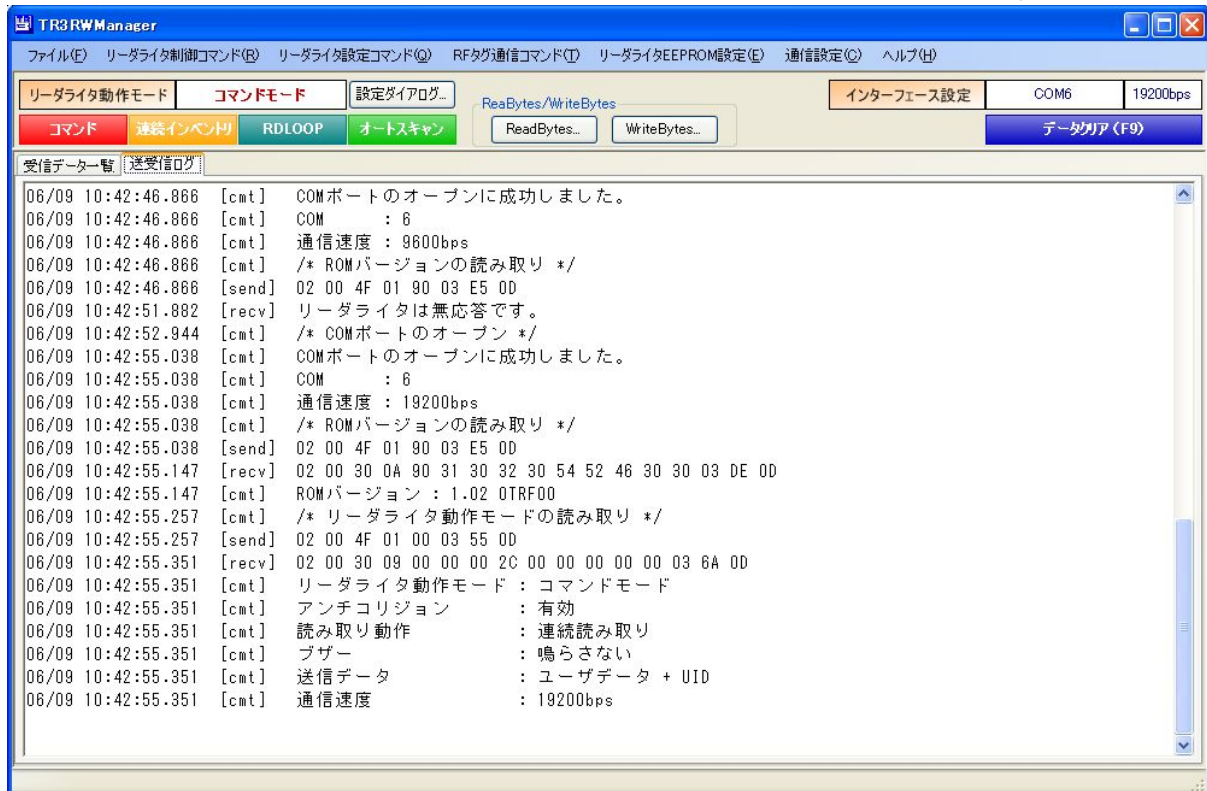 TR3RWManager
ファイル(F) リーダライタ制御コマンド(R) リーダライタ設定コマンド(Q) RFタグ通信コマンド(T) リーダライタEEPROM設定(E) 通信設定(C) ヘルプ(H)
リーダライタ動作モード コマンドモード 設定ダイアログ... ReaBytes/WriteBytes インターフェース設定 COM6 19200bps
コマンド 連続インベントリ RDLOOP オートスキャン ReadBytes... WriteBytes... データクリア(F9)
受信データ一覧 送受信ログ
06/09 10:42:46.866 [cmt] COMポートのオープンに成功しました。
06/09 10:42:46.866 [cmt] COM : 6
06/09 10:42:46.866 [cmt] 通信速度 : 9600bps
06/09 10:42:46.866 [cmt] /* ROMバージョンの読み取り */
06/09 10:42:46.866 [send] 02 00 4F 01 90 03 E5 0D
06/09 10:42:51.882 [recv] リーダライタは無応答です。
06/09 10:42:52.944 [cmt] /* COMポートのオープン */
06/09 10:42:55.038 [cmt] COMポートのオープンに成功しました。
06/09 10:42:55.038 [cmt] COM : 6
06/09 10:42:55.038 [cmt] 通信速度 : 19200bps
06/09 10:42:55.038 [cmt] /* ROMバージョンの読み取り */
06/09 10:42:55.038 [send] 02 00 4F 01 90 03 E5 0D
06/09 10:42:55.147 [recv] 02 00 30 0A 90 31 30 32 30 54 52 46 30 30 03 DE 0D
06/09 10:42:55.147 [cmt] ROMバージョン : 1.02 0TRF00
06/09 10:42:55.257 [cmt] /* リーダライタ動作モードの読み取り */
06/09 10:42:55.257 [send] 02 00 4F 01 00 03 55 0D
06/09 10:42:55.351 [recv] 02 00 30 09 00 00 00 2C 00 00 00 00 00 03 6A 0D
06/09 10:42:55.351 [cmt] リーダライタ動作モード : コマンドモード
06/09 10:42:55.351 [cmt] アンチコリジョン : 有効
06/09 10:42:55.351 [cmt] 読み取り動作 : 連続読み取り
06/09 10:42:55.351 [cmt] ブザー : 鳴らさない
06/09 10:42:55.351 [cmt] 送信データ : ユーザデータ + UID
06/09 10:42:55.351 [cmt] 通信速度 : 19200bps